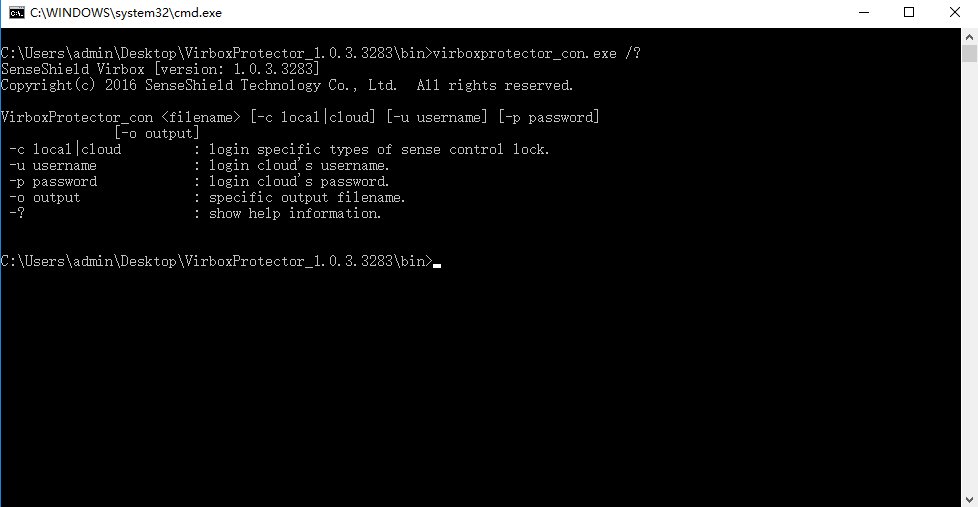 C:\WINDOWS\system32\cmd.exe
C:\Users\admin\Desktop\VirboxProtector_1.0.3.3283\bin>virboxprotector_con.exe /?
SenseShield Virbox [version: 1.0.3.3283]
Copyright(c) 2016 SenseShield Technology Co., Ltd.  All rights reserved.
VirboxProtector_con <filename> [-c local|cloud] [-u username] [-p password]
[-o output]
-c local|cloud         : login specific types of sense control lock.
-u username            : login cloud's username.
-p password            : login cloud's password.
-o output              : specific output filename.
-?                     : show help information.
C:\Users\admin\Desktop\VirboxProtector_1.0.3.3283\bin>